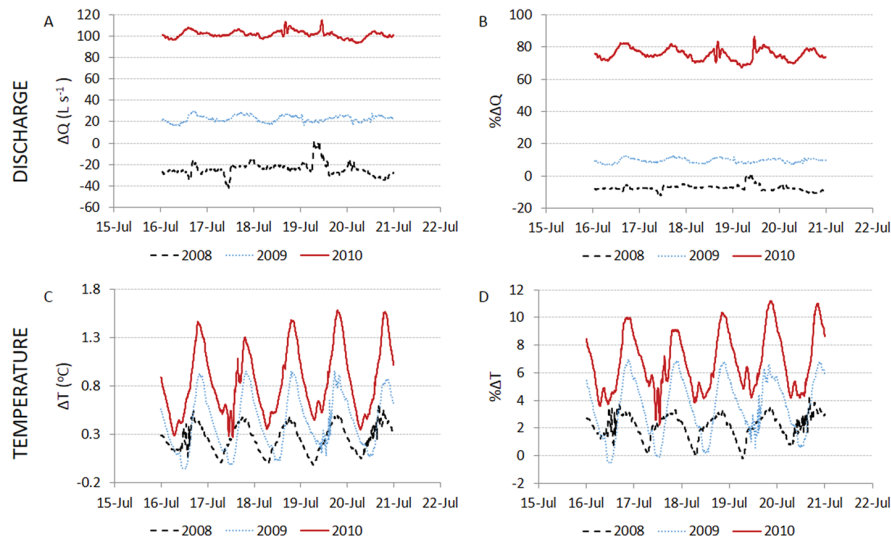 DISCHARGE
A
ΔQ (L s⁻¹)
120
100
80
60
40
20
0
-20
-40
-60
15-Jul 16-Jul 17-Jul 18-Jul 19-Jul 20-Jul 21-Jul 22-Jul
2008 2009 2010
B
%ΔQ
100
80
60
40
20
0
-20
15-Jul 16-Jul 17-Jul 18-Jul 19-Jul 20-Jul 21-Jul 22-Jul
2008 2009 2010
TEMPERATURE
C
ΔT (°C)
1.8
1.3
0.8
0.3
-0.2
15-Jul 16-Jul 17-Jul 18-Jul 19-Jul 20-Jul 21-Jul 22-Jul
2008 2009 2010
D
%ΔT
12
10
8
6
4
2
0
-2
15-Jul 16-Jul 17-Jul 18-Jul 19-Jul 20-Jul 21-Jul 22-Jul
2008 2009 2010